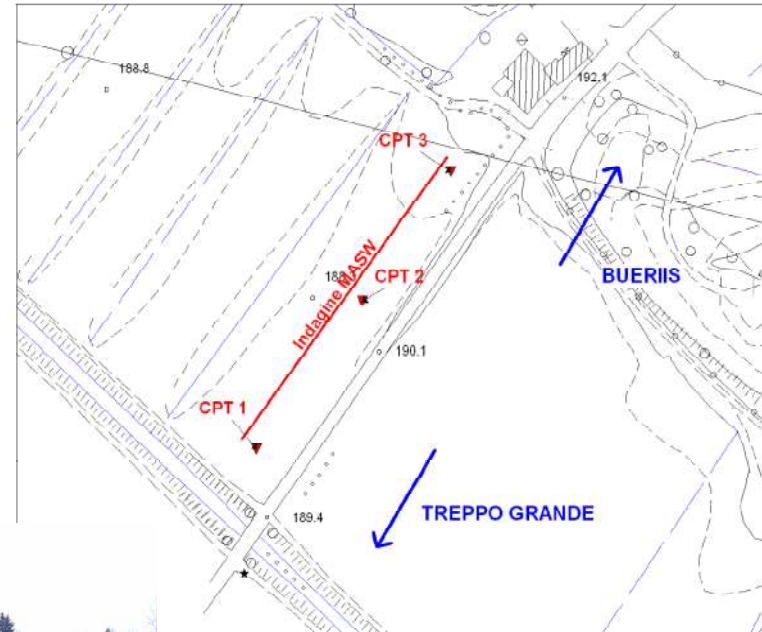 188.8
192.1
CPT 3
BUERIIS
Indagine MASW
CPT 2
190.1
CPT 1
TREPPO GRANDE
189.4